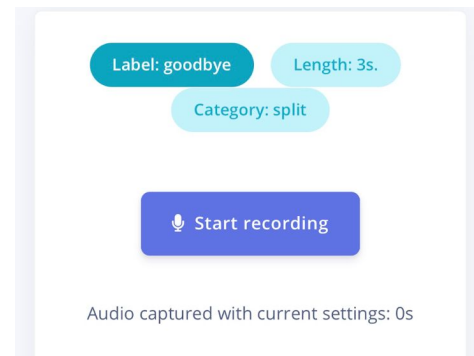 Label: goodbye Length: 3s.
Category: split
Start recording
Audio captured with current settings: 0s